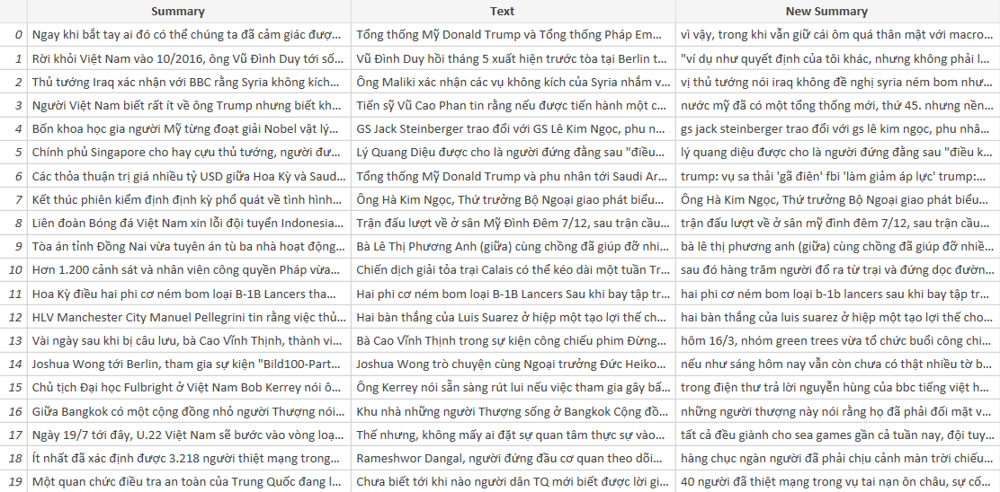 Summary Text New Summary
0 Ngay khi bắt tay ai đó có thể chúng ta đã cảm giác đượ... Tổng thống Mỹ Donald Trump và Tổng thống Pháp Em... vì vậy, trong khi vẫn giữ cái ôm quá thân mật với macro...
1 Rời khỏi Việt Nam vào 10/2016, ông Vũ Đình Duy tới số... Vũ Đình Duy hồi tháng 5 xuất hiện trước tòa tại Berlin t... "ví dụ như quyết định của tôi khác, nhưng không phải l...
2 Thủ tướng Iraq xác nhận với BBC rằng Syria không kích... Ông Maliki xác nhận các vụ không kích của Syria nhắm v... vị thủ tướng nói iraq không đề nghị syria ném bom như...
3 Người Việt Nam biết rất ít về ông Trump nhưng biết kh... Tiến sỹ Vũ Cao Phan tin rằng nếu được tiến hành một c... nước mỹ đã có một tổng thống mới, thứ 45. nhưng nền...
4 Bốn khoa học gia người Mỹ từng đoạt giải Nobel vật lý... GS Jack Steinberger trao đổi với GS Lê Kim Ngọc, phu n... gs jack steinberger trao đổi với gs lê kim ngọc, phu nhâ...
5 Chính phủ Singapore cho hay cựu thủ tướng, người đư... Lý Quang Diệu được cho là người đứng đằng sau "điều... lý quang diệu được cho là người đứng đằng sau "điều k...
6 Các thỏa thuận trị giá nhiều tỷ USD giữa Hoa Kỳ và Saud... Tổng thống Mỹ Donald Trump và phu nhân tới Saudi Ar... trump: vụ sa thải 'gã điên' fbi 'làm giảm áp lực' trump:...
7 Kết thúc phiên kiểm định định kỳ phổ quát về tình hình... Ông Hà Kim Ngọc, Thứ trưởng Bộ Ngoại giao phát biểu... Ông Hà Kim Ngọc, Thứ trưởng Bộ Ngoại giao phát biểu...
8 Liên đoàn Bóng đá Việt Nam xin lỗi đội tuyển Indonesia... Trận đấu lượt về ở sân Mỹ Đình Đêm 7/12, sau trận cầu... trận đấu lượt về ở sân mỹ đình đêm 7/12, sau trận cầu...
9 Tòa án tỉnh Đồng Nai vừa tuyên án tù ba nhà hoạt động... Bà Lê Thị Phương Anh (giữa) cùng chồng đã giúp đỡ nhi... bà lê thị phương anh (giữa) cùng chồng đã giúp đỡ nhiề...
10 Hơn 1.200 cảnh sát và nhân viên công quyền Pháp vừa... Chiến dịch giải tỏa trại Calais có thể kéo dài một tuần Tr... sau đó hàng trăm người đổ ra từ trại và đứng dọc đườn...
11 Hoa Kỳ điều hai phi cơ ném bom loại B-1B Lancers tha... Hai phi cơ ném bom loại B-1B Lancers Sau khi bay tập tr... hai phi cơ ném bom loại b-1b lancers Sau khi bay tập tr...
12 HLV Manchester City Manuel Pellegrini tin rằng việc thủ... Hai bàn thắng của Luis Suarez ở hiệp một tạo lợi thế ch... hai bàn thắng của luis suarez ở hiệp một tạo lợi thế cho...
13 Vài ngày sau khi bị câu lưu, bà Cao Vĩnh Thịnh, thành vi... Bà Cao Vĩnh Thịnh trong sự kiện công chiếu phim Đừng... hôm 16/3, nhóm green trees vừa tổ chức buổi công chi...
14 Joshua Wong tới Berlin, tham gia sự kiện "Bild100-Part... Joshua Wong trò chuyện cùng Ngoại trưởng Đức Heiko... nếu như sáng hôm nay vẫn còn chưa có thật nhiều tờ b...
15 Chủ tịch Đại học Fulbright ở Việt Nam Bob Kerrey nói ô... Ông Kerrey nói sẵn sàng rút lui nếu việc tham gia gây bấ... trong điện thư trả lời nguyễn hùng của bbc tiếng việt h...
16 Giữa Bangkok có một cộng đồng nhỏ người Thượng nói... Khu nhà những người Thượng sống ở Bangkok Cộng đồ... những người thượng này nói rằng họ đã phải đối mặt v...
17 Ngày 19/7 tới đây, U.22 Việt Nam sẽ bước vào vòng loạ... Thế nhưng, không mấy ai đặt sự quan tâm thực sự vào... tất cả đều giành cho sea games gần cả tuần nay, đội tuy...
18 Ít nhất đã xác định được 3.218 người thiệt mạng trong... Rameshwor Dangal, người đứng đầu cơ quan theo dõi... hàng chục ngàn người đã phải chịu cảnh màn trời chiếu...
19 Một quan chức điều tra an toàn của Trung Quốc đang l... Chưa biết tới khi nào người dân TQ mới biết được lời gi... 40 người đã thiệt mạng trong vụ tai nạn ôn châu, sự cố...